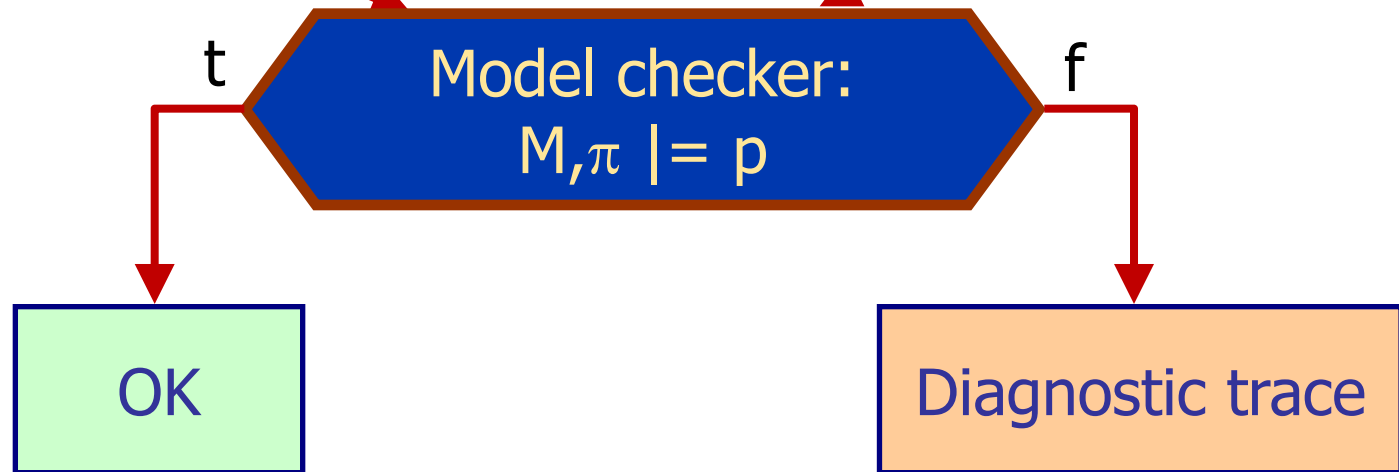 t
Model checker:
f
M,π |= p
OK
Diagnostic trace